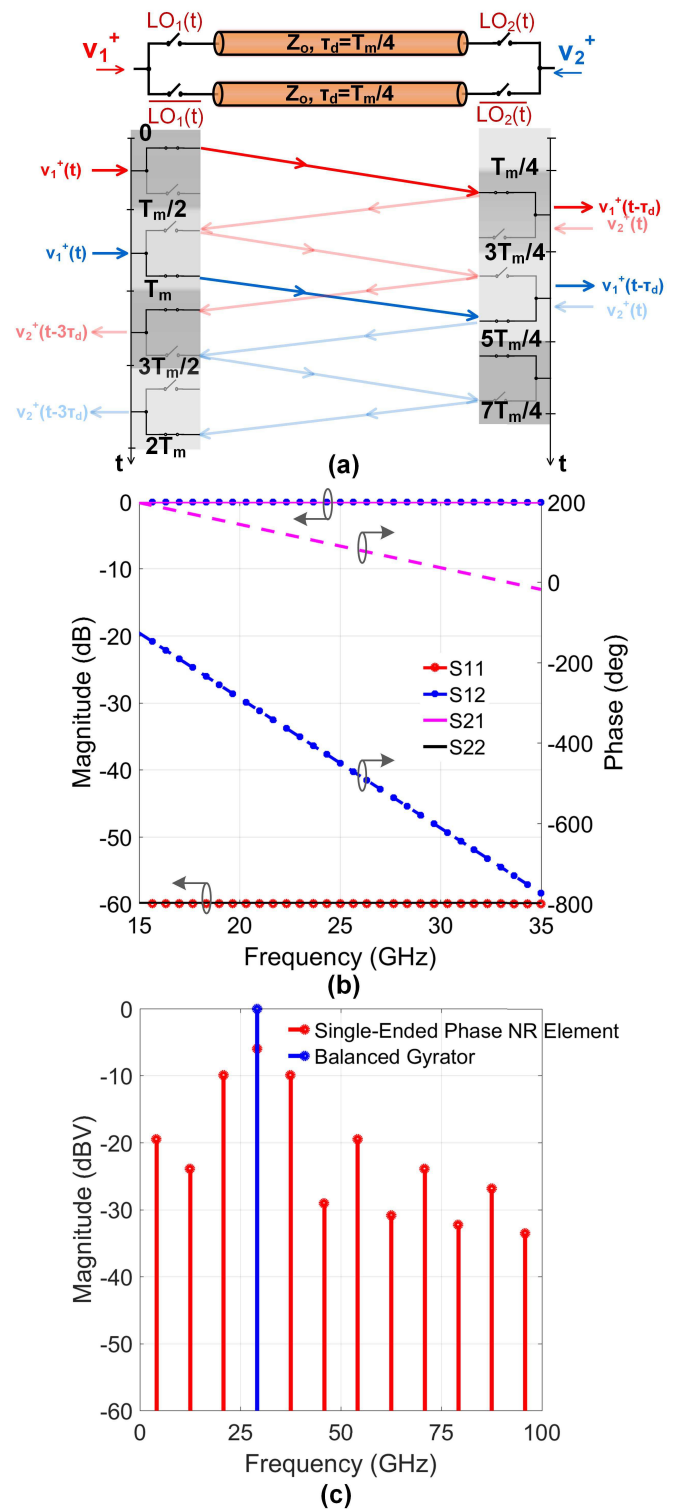 LO₁(t) LO₂(t)
v₁⁺ Zₒ, τd=Tm/4 v₂⁺
Zₒ, τd=Tm/4
LO₁(t) LO₂(t)
0
v₁⁺(t) Tm/4 v₁⁺(t-τd)
Tm/2 v₂⁺(t)
v₁⁺(t) 3Tm/4
Tm v₁⁺(t-τd)
v₂⁺(t)
v₂⁺(t-3τd) 5Tm/4
3Tm/2
v₂⁺(t-3τd) 7Tm/4
2Tm
t (a) t
0 200
-10 0
-20 -200
-30 S11
S12
-40 S21 -400
S22
-50 -600
-60 -800
Magnitude (dB)
Phase (deg)
15 20 25 30 35
Frequency (GHz)
(b)
0
Single-Ended Phase NR Element
Balanced Gyrator
-10
-20
-30
-40
-50
-60
Magnitude (dBV)
0 25 50 75 100
Frequency (GHz)
(c)